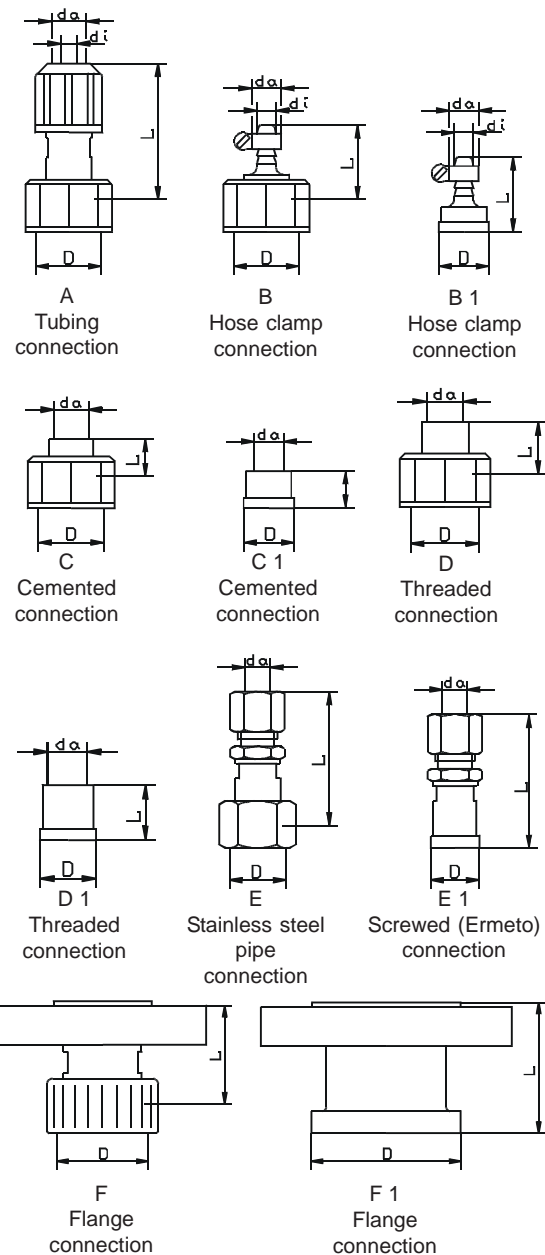 da
di
L
D
A
Tubing
connection
da
di
L
D
B
Hose clamp
connection
da
di
L
D
B 1
Hose clamp
connection
da
L
D
C
Cemented
connection
da
D
C 1
Cemented
connection
da
L
D
D
Threaded
connection
da
L
D
D 1
Threaded
connection
da
L
D
E
Stainless steel
pipe
connection
da
L
D
E 1
Screwed (Ermeto)
connection
L
D
F
Flange
connection
L
D
F 1
Flange
connection